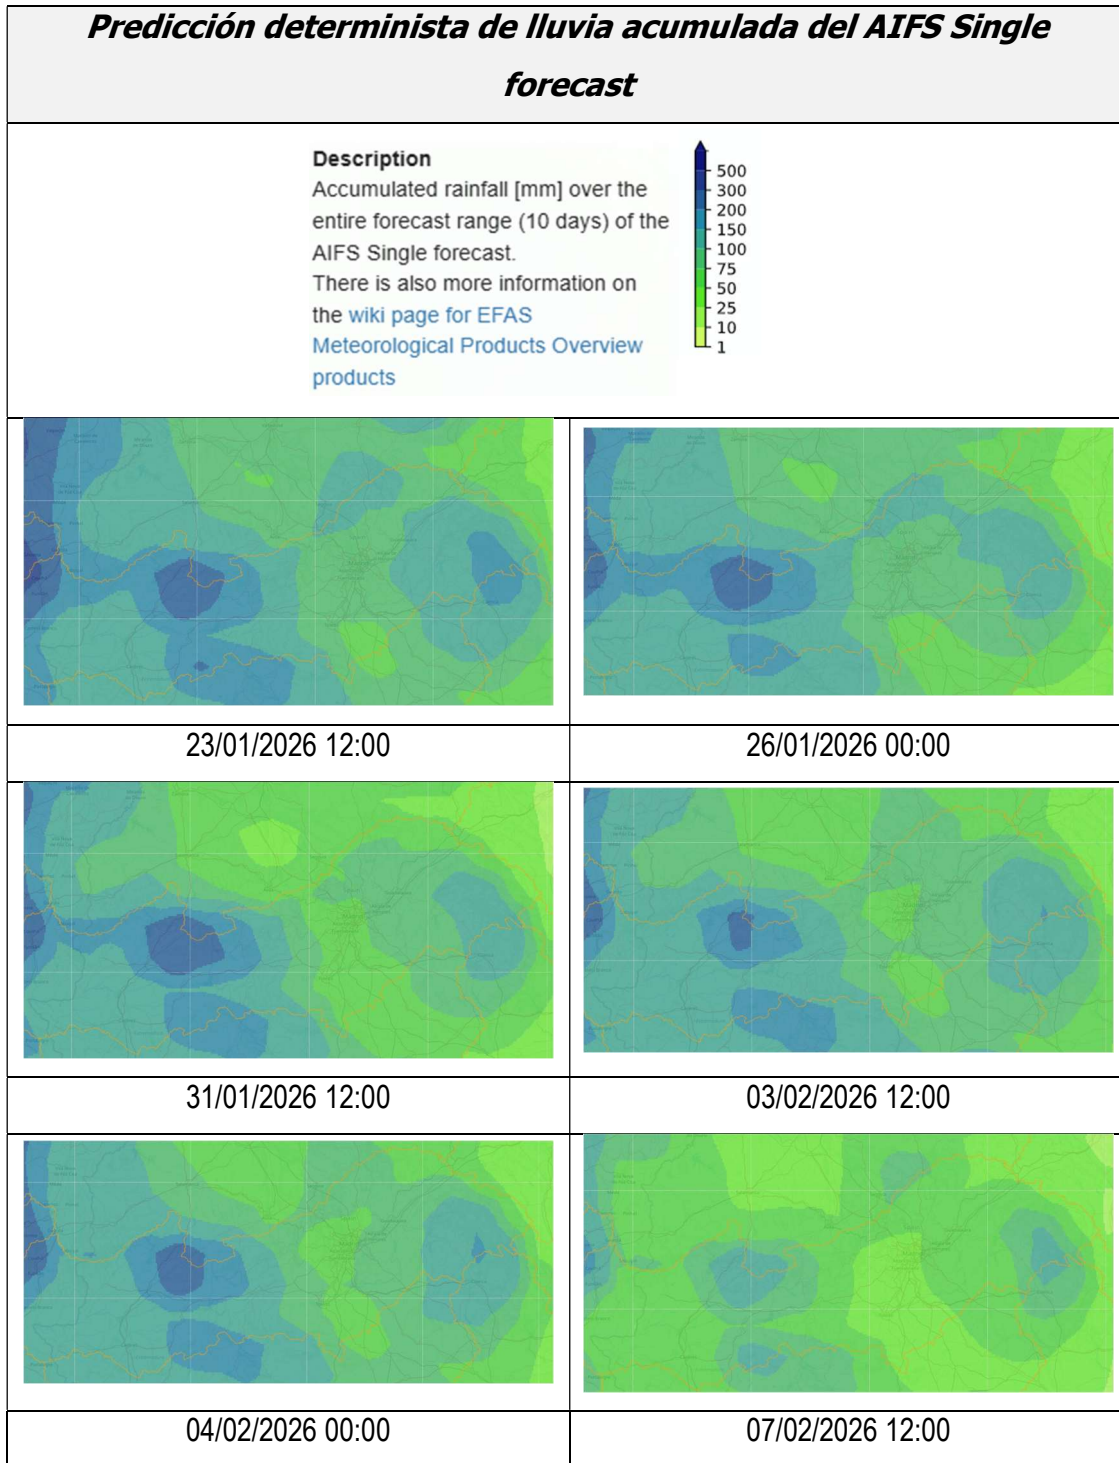 Predicción determinista de lluvia acumulada del AIFS Single
forecast
Description
Accumulated rainfall [mm] over the
entire forecast range (10 days) of the
AIFS Single forecast.
There is also more information on
the wiki page for EFAS
Meteorological Products Overview
products
500
300
200
150
100
75
50
25
10
1
23/01/2026 12:00
26/01/2026 00:00
31/01/2026 12:00
03/02/2026 12:00
04/02/2026 00:00
07/02/2026 12:00